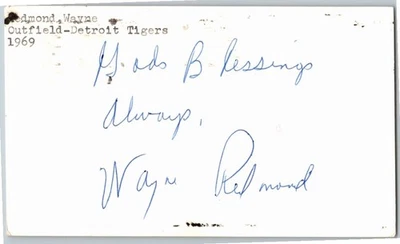 Redmond,Wayne
Outfield-Detroit Tigers
1969
Gods Blessings
Always,
Wayne Redmond